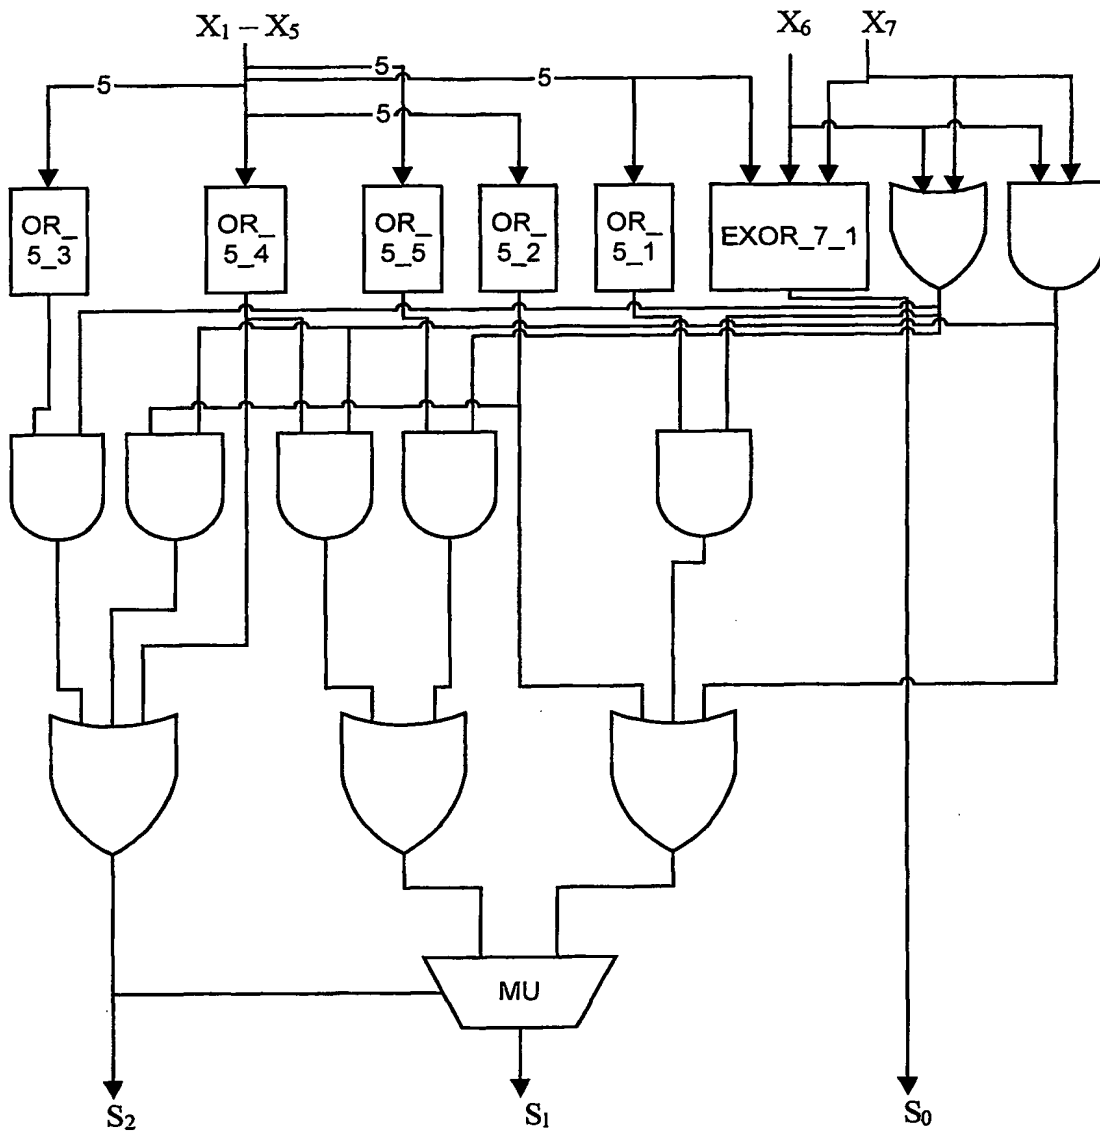 X₁ – X₅
X₆
X₇
5
5
5
5
OR_
5_3
OR_
5_4
OR_
5_5
OR_
5_2
OR_
5_1
EXOR_7_1
MU
S₂
S₁
S₀